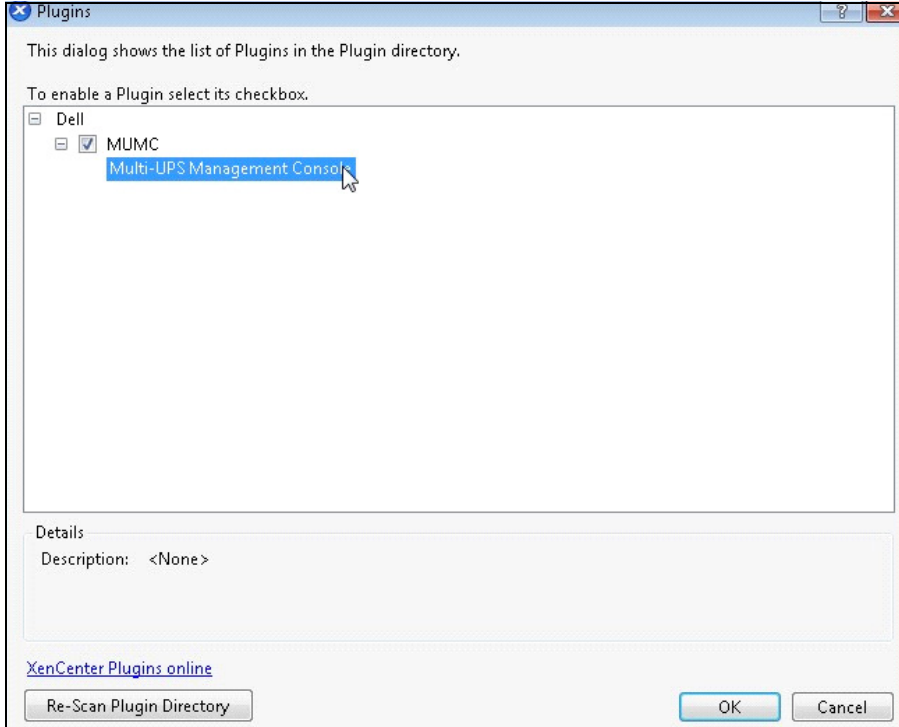 Plugins
This dialog shows the list of Plugins in the Plugin directory.
To enable a Plugin select its checkbox.
Dell
MUMC
Multi-UPS Management Console
Details
Description: <None>
XenCenter Plugins online
Re-Scan Plugin Directory OK Cancel